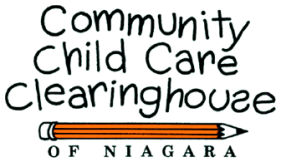 Community
Child Care
Clearinghouse
OF NIAGARA